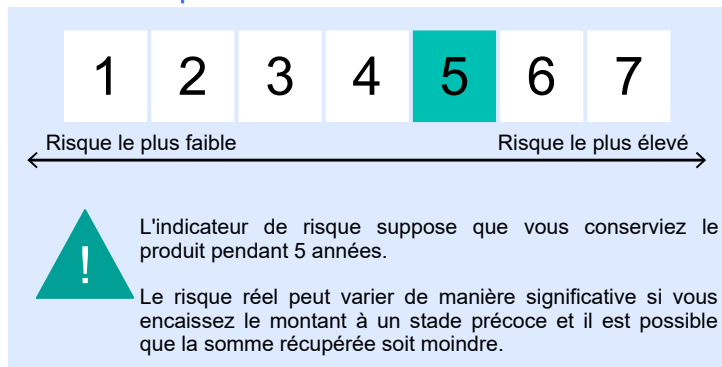 1 2 3 4 5 6 7
Risque le plus faible Risque le plus élevé
!
L'indicateur de risque suppose que vous conserviez le
produit pendant 5 années.
Le risque réel peut varier de manière significative si vous
encaissez le montant à un stade précoce et il est possible
que la somme récupérée soit moindre.